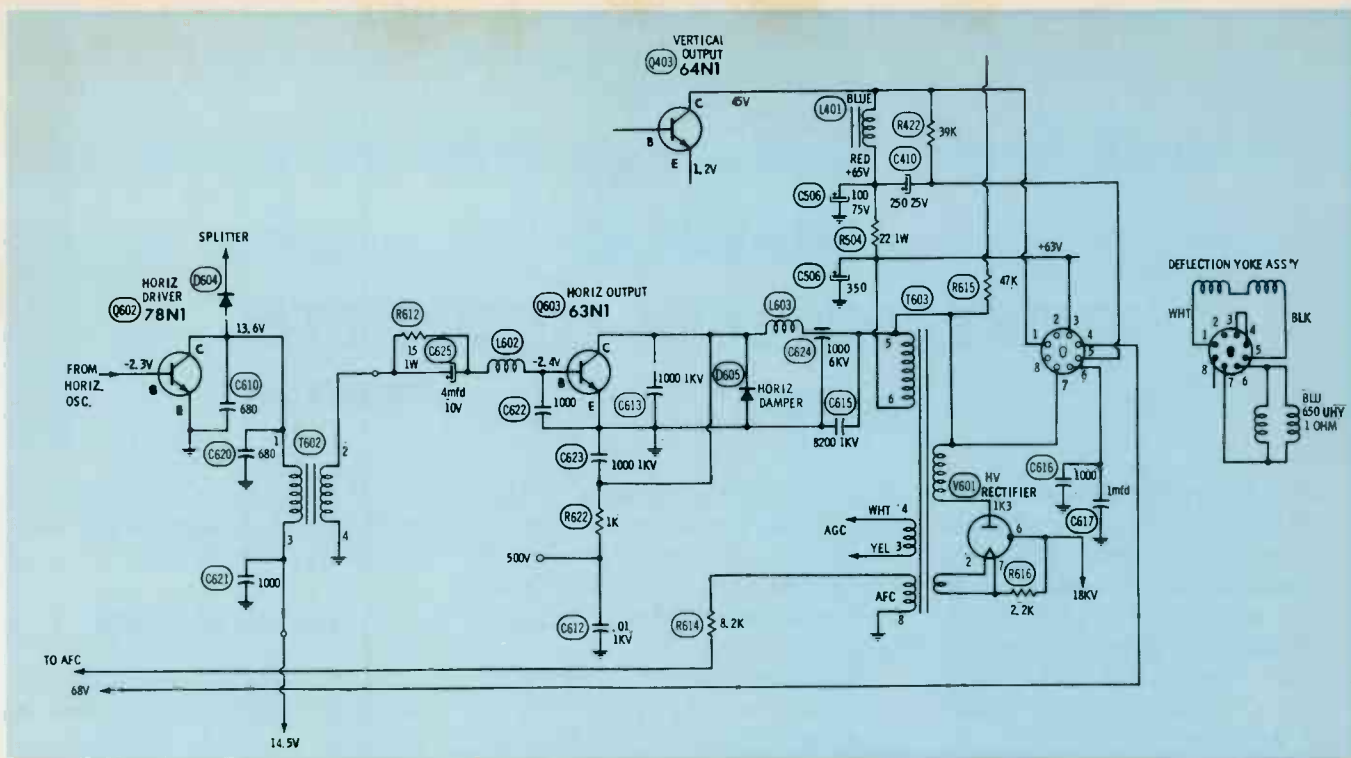 VERTICAL
OUTPUT
Q403 64N1
C
45V
B
E
1.2V
L401
BLUE
R422
39K
RED
+65V
C410
C506
100
75V
250 25V
R504
22 1W
+63V
C506
350
R615
47K
T603
SPLITTER
D604
HORIZ
DRIVER
Q602 78N1
13.6V
-2.3V
C
B
E
FROM
HORIZ.
OSC.
C610
680
C620
680
1
T602
2
3
4
C621
1000
14.5V
R612
15
1W
C625
4mfd
10V
L602
Q603
HORIZ OUTPUT
63N1
-2.4V
C
B
E
C622
1000
C613
1000 1KV
C623
1000 1KV
R622
1K
500V
C612
.01
1KV
D605
HORIZ
DAMPER
L603
C624
1000
6KV
C615
8200 1KV
5
6
WHT 4
AGC
YEL 3
AFC
8
R614
8.2K
V601
HV
RECTIFIER
1K3
6
2
7
R616
2.2K
18KV
C616
1000
1mfd
C617
1
2
3
4
5
6
7
8
DEFLECTION YOKE ASS'Y
WHT
BLK
1
2
3
4
5
6
7
8
BLU
650 UHY
1 OHM
TO AFC
68V